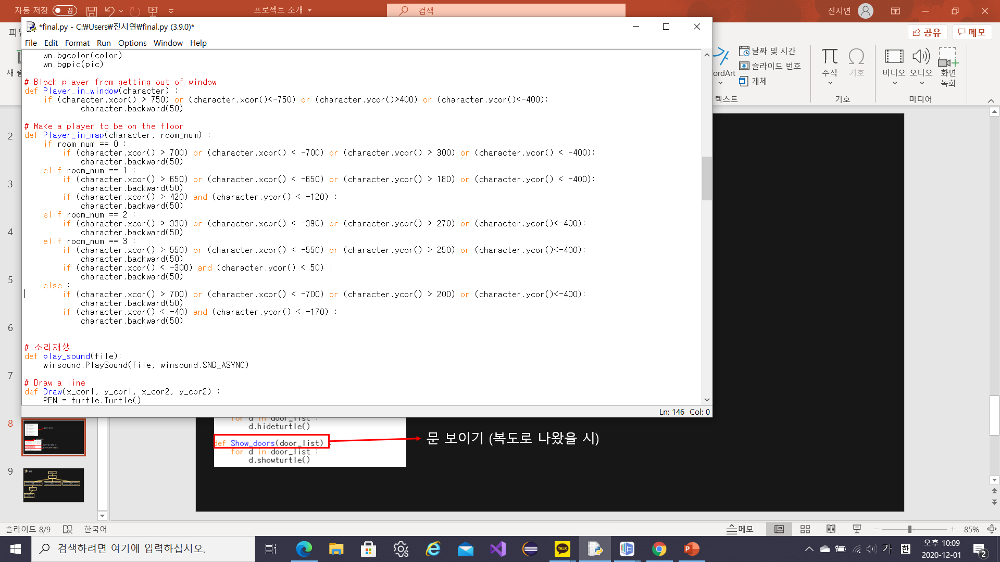 자동 저장 끔
프로젝트 소개
검색
진시연
*final.py - C:₩Users₩진시연₩final.py (3.9.0)*
File Edit Format Run Options Window Help
공유
메모
wn.bgcolor(color)
wn.bgpic(pic)
# Block player from getting out of window
def Player_in_window(character) :
if (character.xcor() > 750) or (character.xcor()<-750) or (character.ycor()>400) or (character.ycor()<-400):
character.backward(50)
# Make a player to be on the floor
def Player_in_map(character, room_num) :
if room_num == 0 :
if (character.xcor() > 700) or (character.xcor() < -700) or (character.ycor() > 300) or (character.ycor() < -400):
character.backward(50)
elif room_num == 1 :
if (character.xcor() > 650) or (character.xcor() < -650) or (character.ycor() > 180) or (character.ycor() < -400):
character.backward(50)
if (character.xcor() > 420) and (character.ycor() < -120) :
character.backward(50)
elif room_num == 2 :
if (character.xcor() > 330) or (character.xcor() < -390) or (character.ycor() > 270) or (character.ycor()<-400):
character.backward(50)
elif room_num == 3 :
if (character.xcor() > 550) or (character.xcor() < -550) or (character.ycor() > 250) or (character.ycor()<-400):
character.backward(50)
if (character.xcor() < -300) and (character.ycor() < 50) :
character.backward(50)
else :
if (character.xcor() > 700) or (character.xcor() < -700) or (character.ycor() > 200) or (character.ycor()<-400):
character.backward(50)
if (character.xcor() < -40) and (character.ycor() < -170) :
character.backward(50)
# 소리재생
def play_sound(file):
winsound.PlaySound(file, winsound.SND_ASYNC)
# Draw a line
def Draw(x_cor1, y_cor1, x_cor2, y_cor2) :
PEN = turtle.Turtle()
Ln: 146 Col: 0
새
날짜 및 시간
슬라이드 번호
개체
텍스트
수식
기호
기호
비디오
오디오
화면
녹화
미디어
2
3
4
5
6
7
8
9
for d in door_list :
d.hideturtle()
def Show_doors(door_list) :
for d in door_list :
d.showturtle()
문 보이기 (복도로 나왔을 시)
슬라이드 8/9 한국어
메모
85%
검색하려면 여기에 입력하십시오.
TALK
가 한
오후 10:09
2020-12-01
2